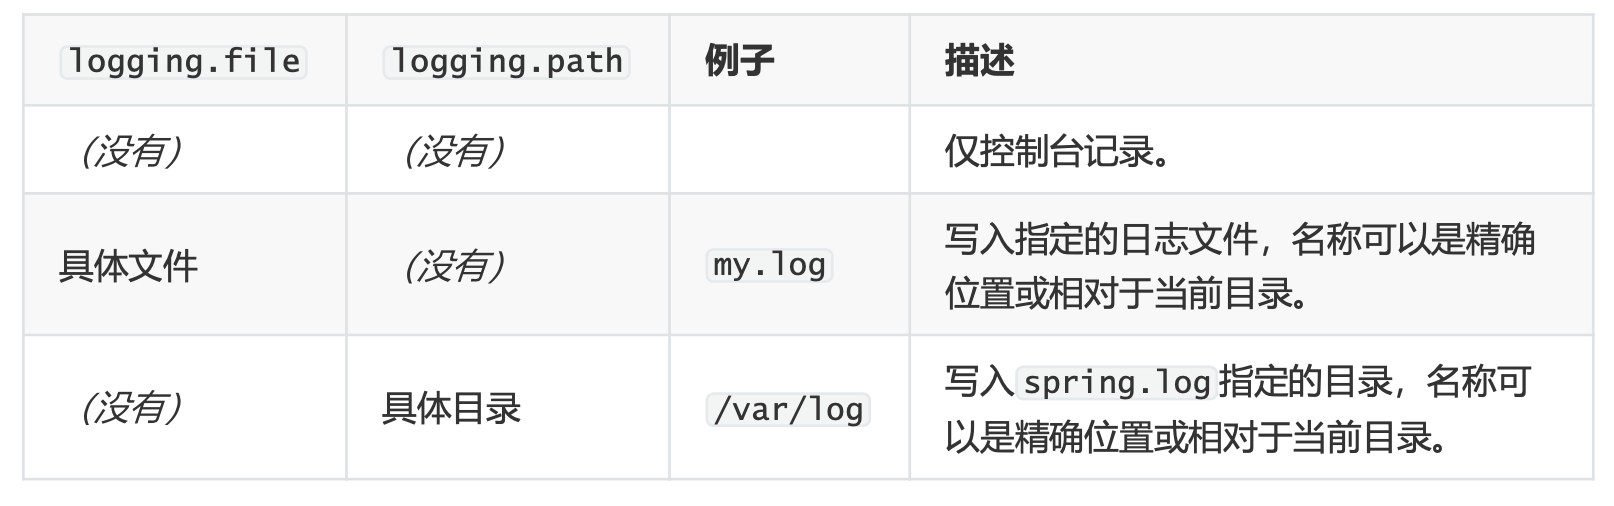 logging.file logging.path 例子 描述
（没有） （没有） 仅控制台记录。
具体文件 （没有） my.log 写入指定的日志文件，名称可以是精确
位置或相对于当前目录。
（没有） 具体目录 /var/log 写入spring.log指定的目录，名称可
以是精确位置或相对于当前目录。